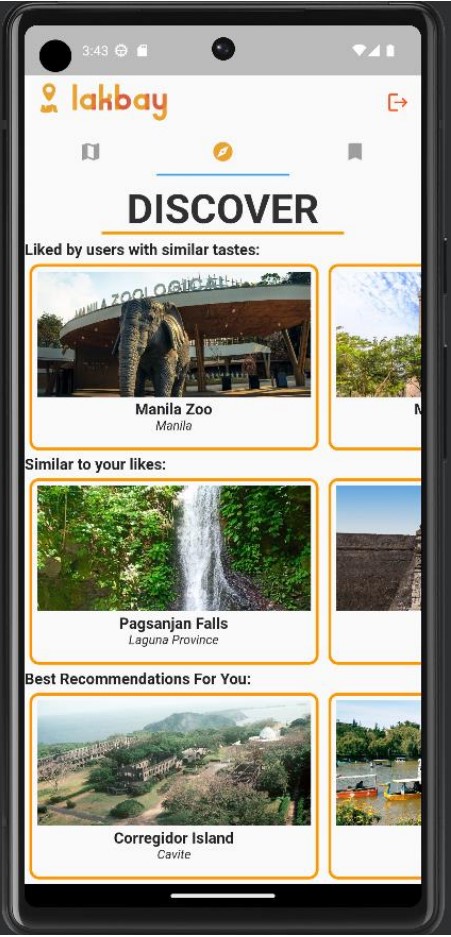 3:43
lakbay
DISCOVER
Liked by users with similar tastes:
MANILA ZOOLOGICAL
Manila Zoo
Manila
M
Similar to your likes:
Pagsanjan Falls
Laguna Province
Best Recommendations For You:
Corregidor Island
Cavite